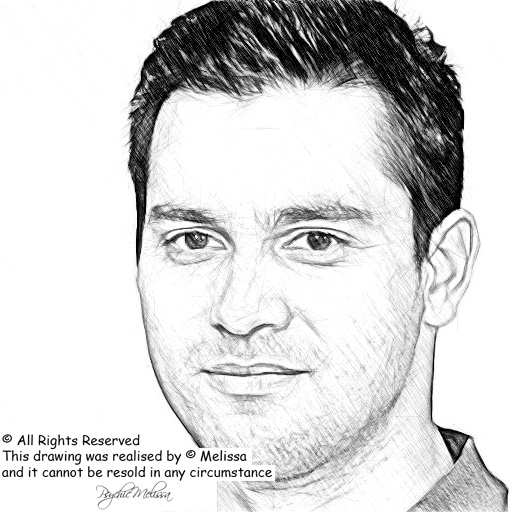 © All Rights Reserved
This drawing was realised by © Melissa
and it cannot be resold in any circumstance
Psychic Melissa